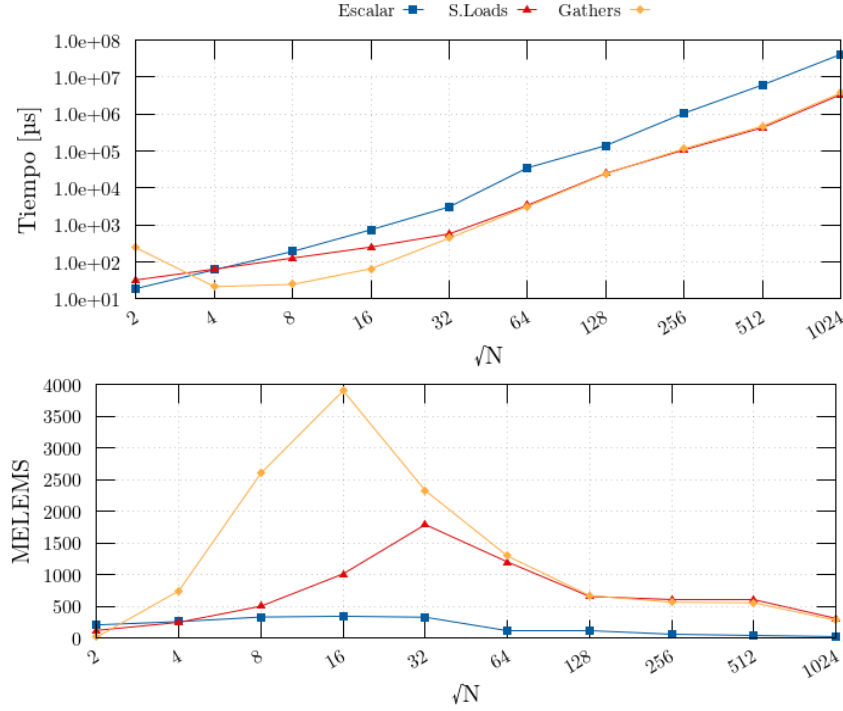 Escalar S.Loads Gathers
1.0e+08
1.0e+07
1.0e+06
1.0e+05
1.0e+04
1.0e+03
1.0e+02
1.0e+01
Tiempo [µs]
2 4 8 16 32 64 128 256 512 1024
√N
4000
3500
3000
2500
2000
1500
1000
500
0
MELEMS
2 4 8 16 32 64 128 256 512 1024
√N